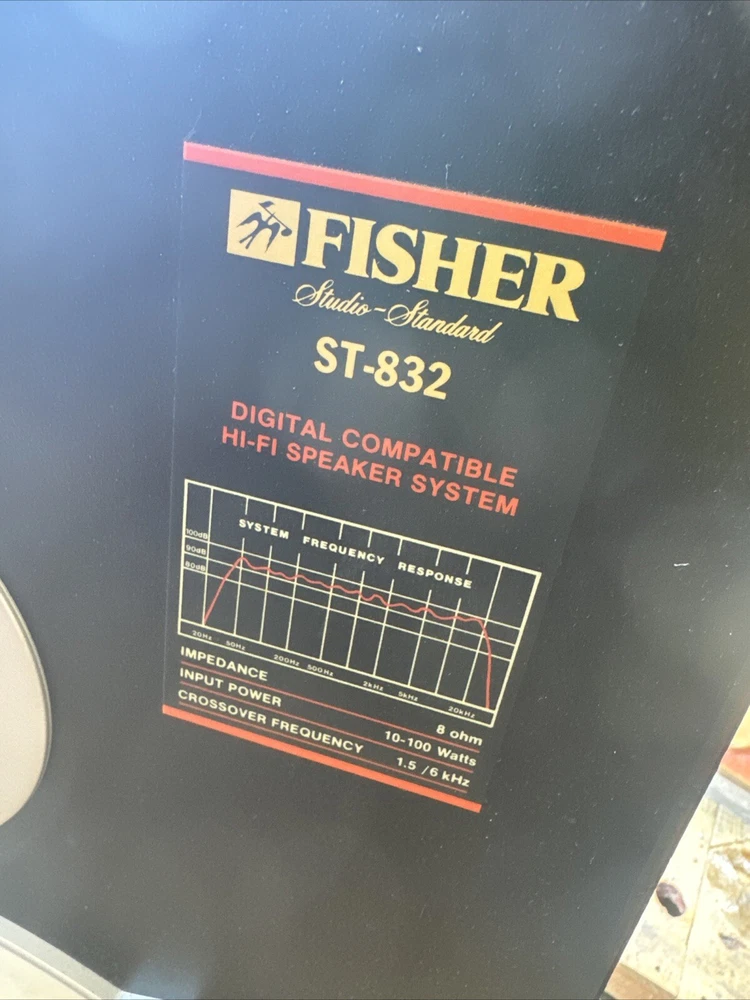 FISHER
Studio-Standard
ST-832
DIGITAL COMPATIBLE
HI-FI SPEAKER SYSTEM
SYSTEM FREQUENCY RESPONSE
100dB
90dB
80dB
20Hz 50Hz 200Hz 500Hz 2kHz 5kHz 20kHz
IMPEDANCE 8 ohm
INPUT POWER 10-100 Watts
CROSSOVER FREQUENCY 1.5 /6 kHz